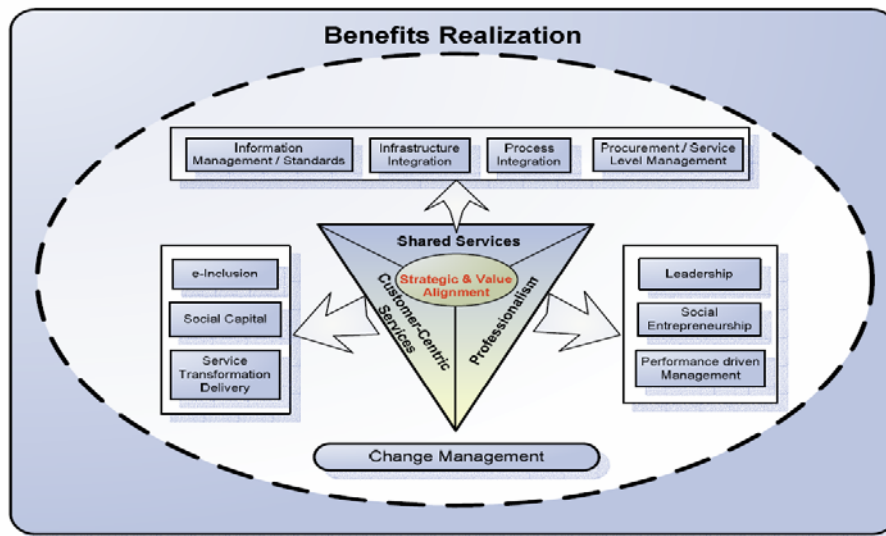 Benefits Realization
Information
Management / Standards
Infrastructure
Integration
Process
Integration
Procurement / Service
Level Management
Shared Services
Strategic & Value
Alignment
Customer-Centric
Services
Professionalism
e-Inclusion
Social Capital
Service
Transformation
Delivery
Leadership
Social
Entrepreneurship
Performance driven
Management
Change Management